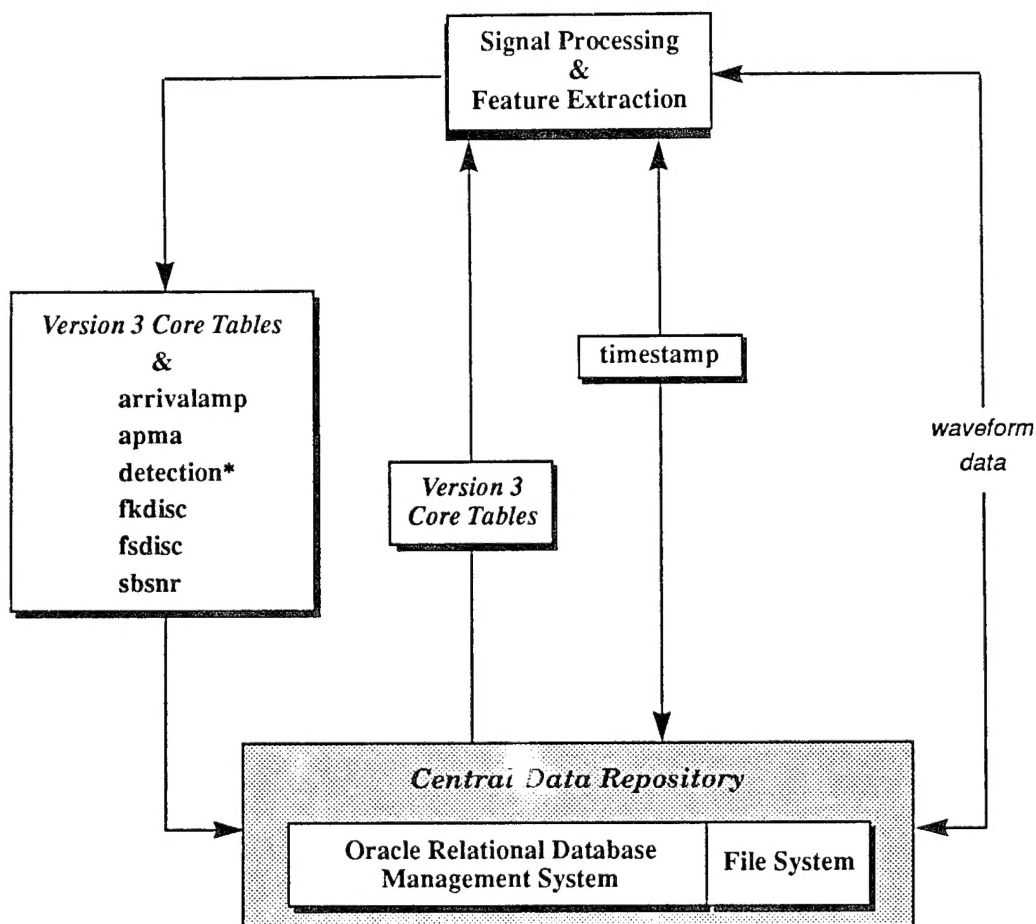 Signal Processing
&
Feature Extraction
Version 3 Core Tables
&
arrivalamp
apma
detection*
fkdisc
fsdisc
sbsnr
timestamp
Version 3
Core Tables
waveform
data
Central Data Repository
Oracle Relational Database
Management System
File System